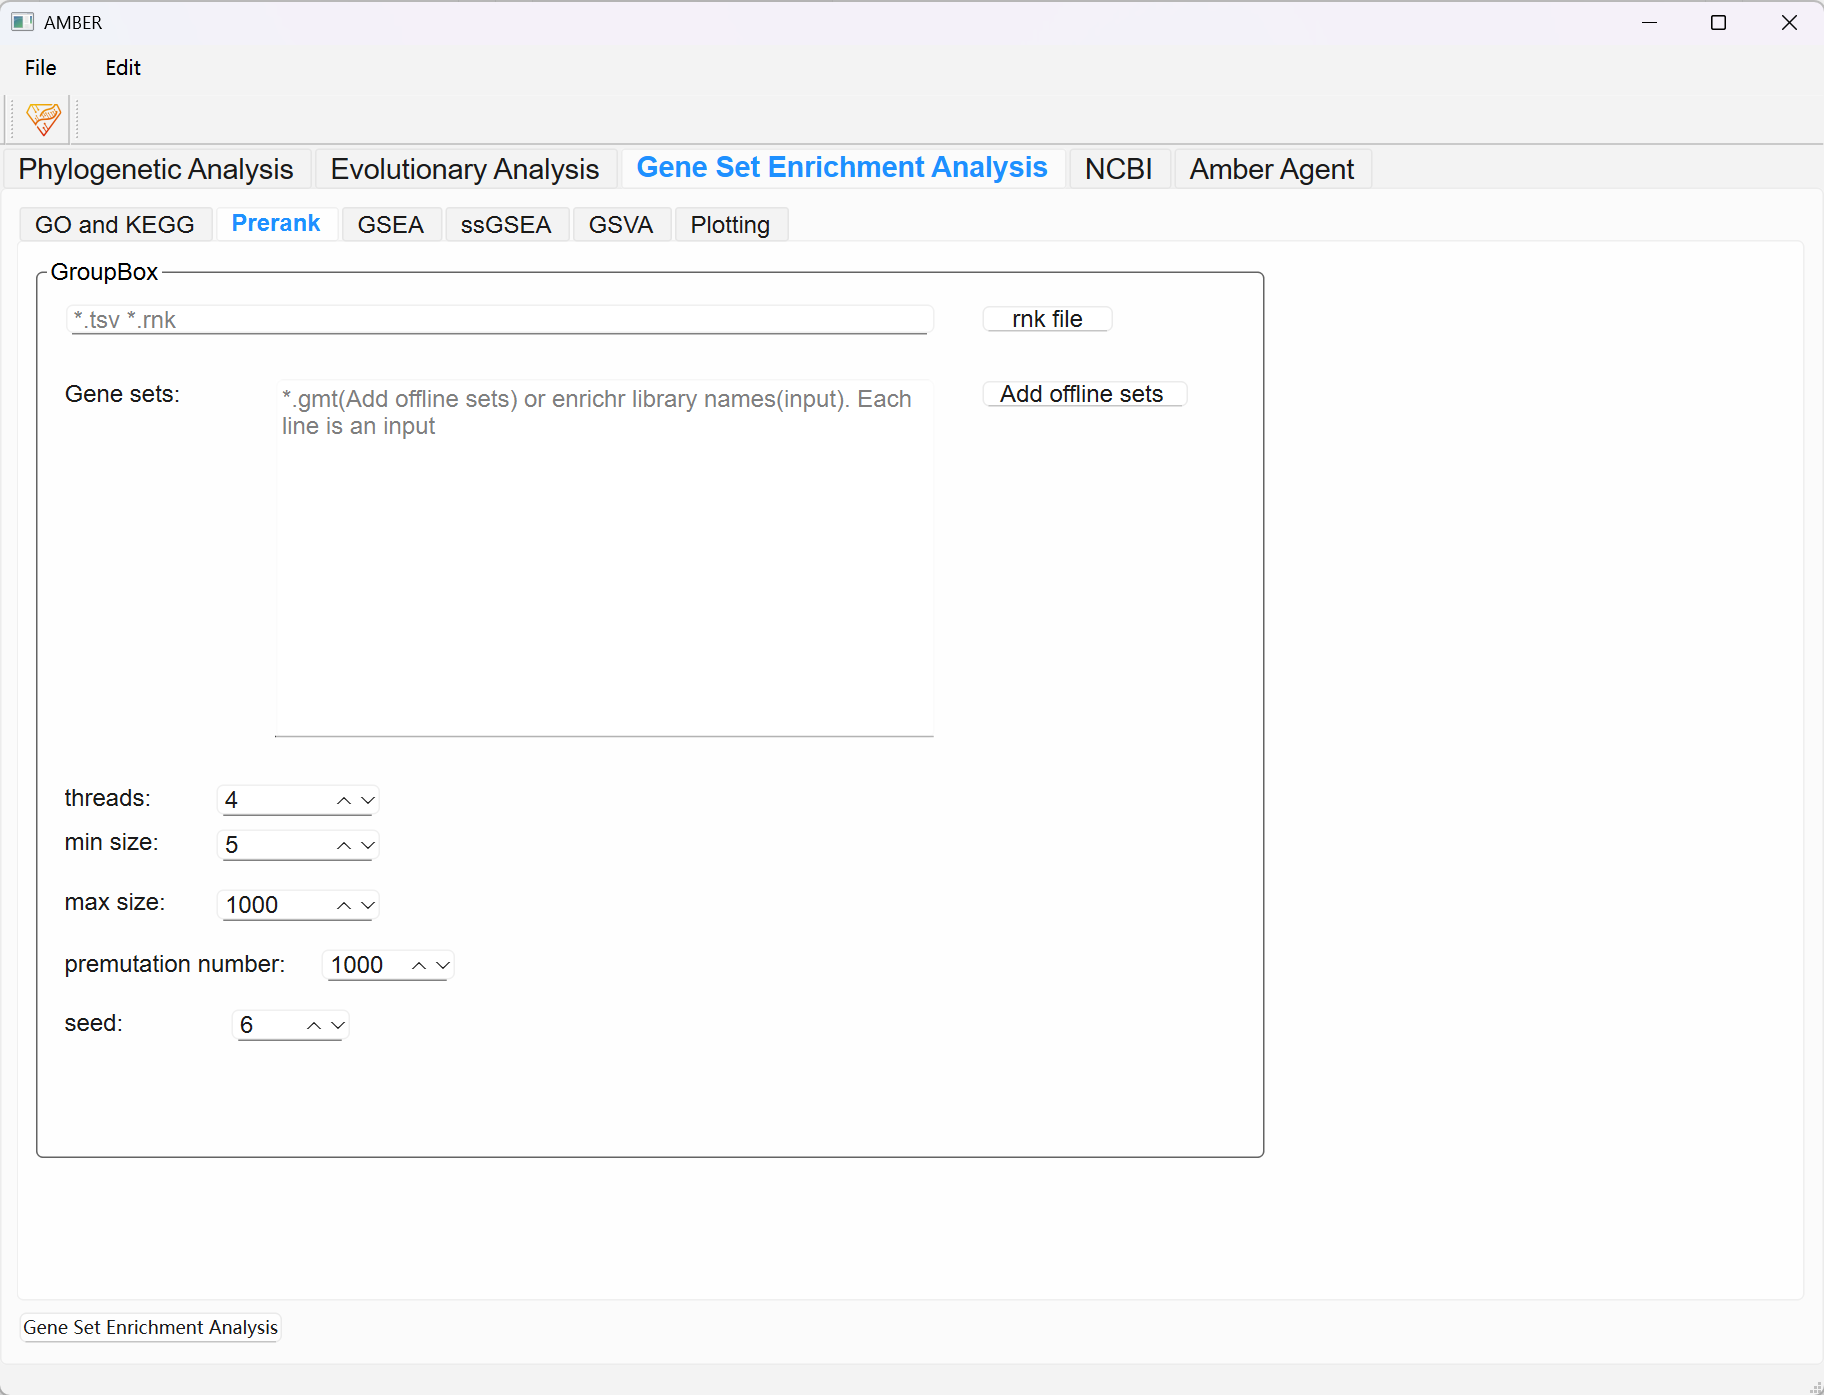 AMBER
File Edit
Phylogenetic Analysis Evolutionary Analysis Gene Set Enrichment Analysis NCBI Amber Agent
GO and KEGG Prerank GSEA ssGSEA GSVA Plotting
GroupBox
*.tsv *.rnk rnk file
Gene sets: *.gmt(Add offline sets) or enrichr library names(input). Each Add offline sets
line is an input
threads: 4
min size: 5
max size: 1000
premutation number: 1000
seed: 6
Gene Set Enrichment Analysis